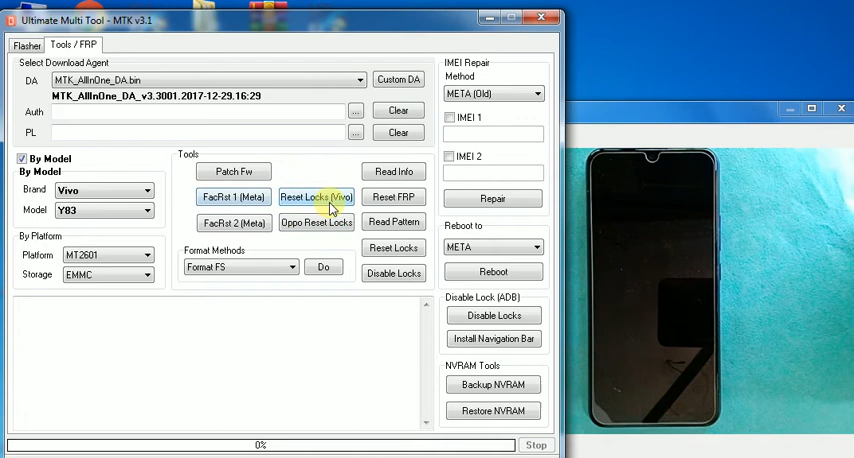 Ultimate Multi Tool - MTK v3.1
Flasher
Tools / FRP
Select Download Agent
DA
MTK_AllInOne_DA.bin
Custom DA
MTK_AllInOne_DA_v3.3001.2017-12-29.16:29
Auth
...
Clear
PL
...
Clear
By Model
By Model
Brand
Vivo
Model
Y83
By Platform
Platform
MT2601
Storage
EMMC
Tools
Patch Fw
Read Info
FacRst 1 (Meta)
Reset Locks (Vivo)
Reset FRP
FacRst 2 (Meta)
Oppo Reset Locks
Read Pattern
Format Methods
Format FS
Do
Reset Locks
Disable Locks
IMEI Repair
Method
META (Old)
IMEI 1
IMEI 2
Repair
Reboot to
META
Reboot
Disable Lock (ADB)
Disable Locks
Install Navigation Bar
NVRAM Tools
Backup NVRAM
Restore NVRAM
0%
Stop